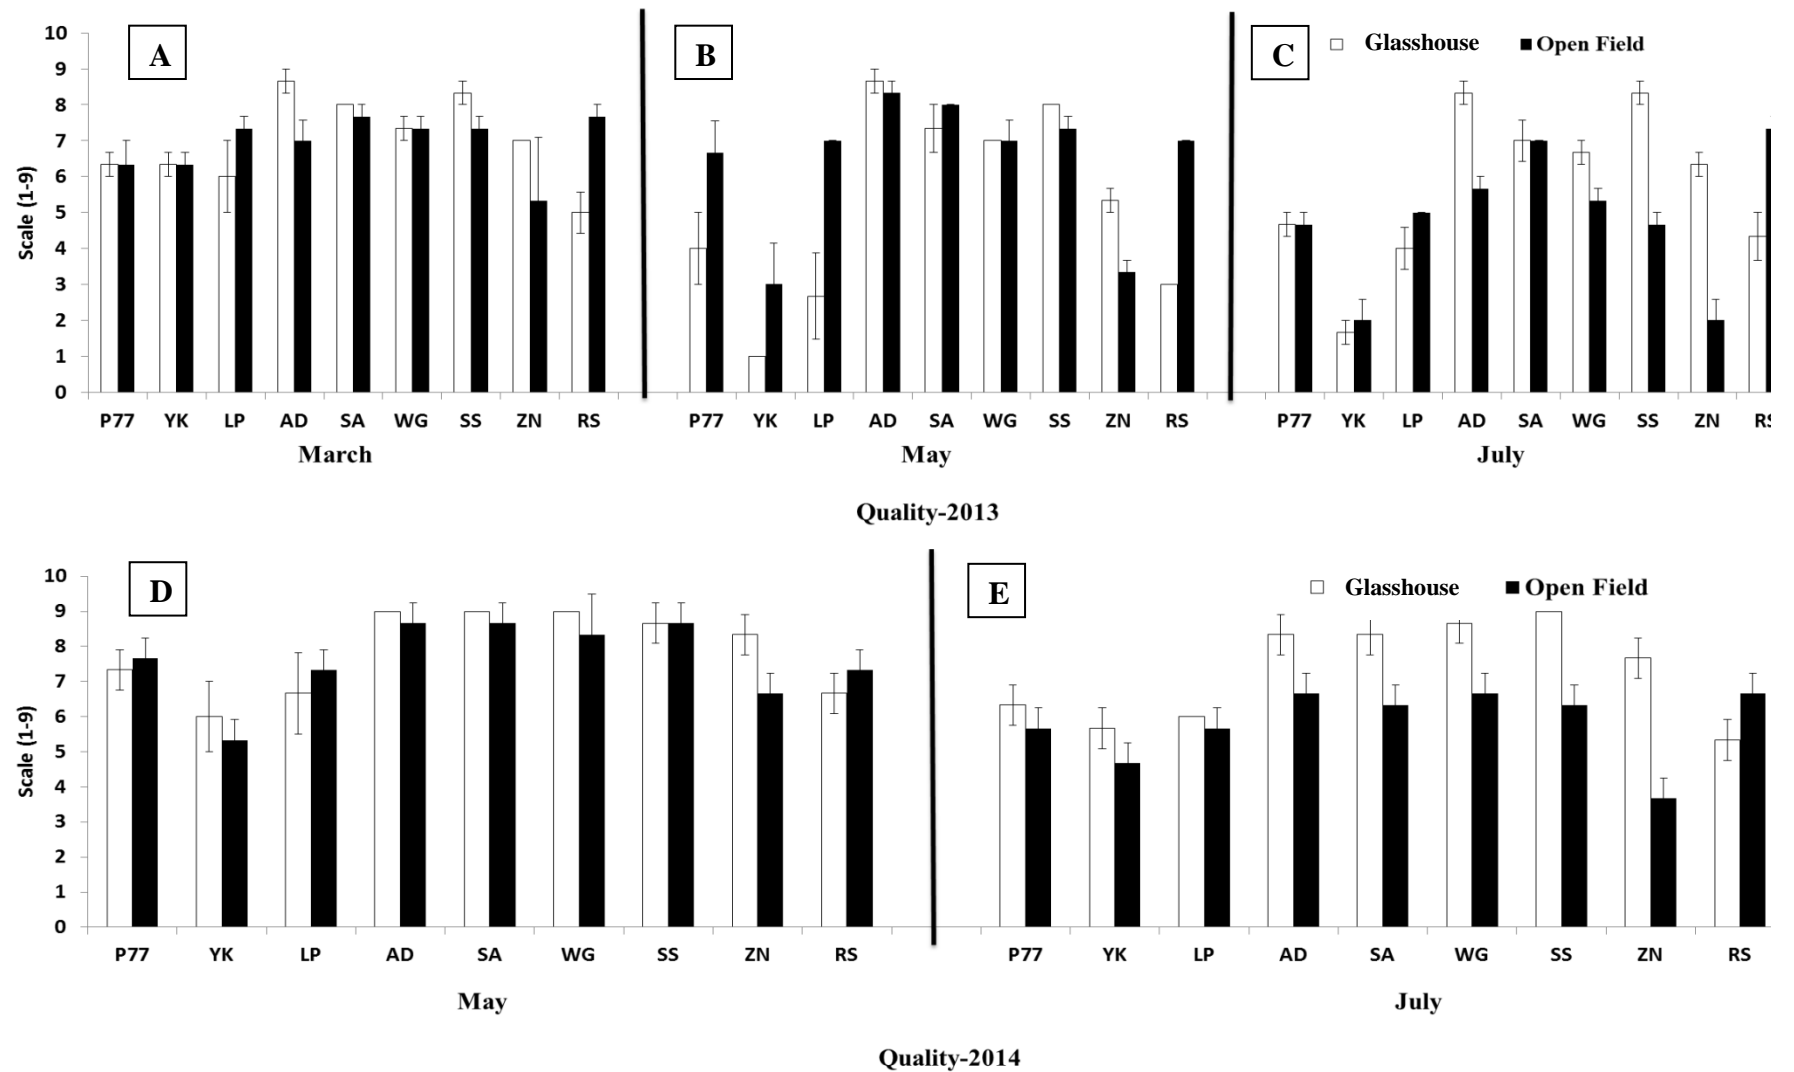 A
B
C
Glasshouse
Open Field
10
9
8
7
6
5
4
3
2
1
0
Scale (1-9)
P77 YK LP AD SA WG SS ZN RS
P77 YK LP AD SA WG SS ZN RS
P77 YK LP AD SA WG SS ZN RS
March
May
July
Quality-2013
D
E
Glasshouse
Open Field
10
9
8
7
6
5
4
3
2
1
0
Scale (1-9)
P77 YK LP AD SA WG SS ZN RS
P77 YK LP AD SA WG SS ZN RS
May
July
Quality-2014